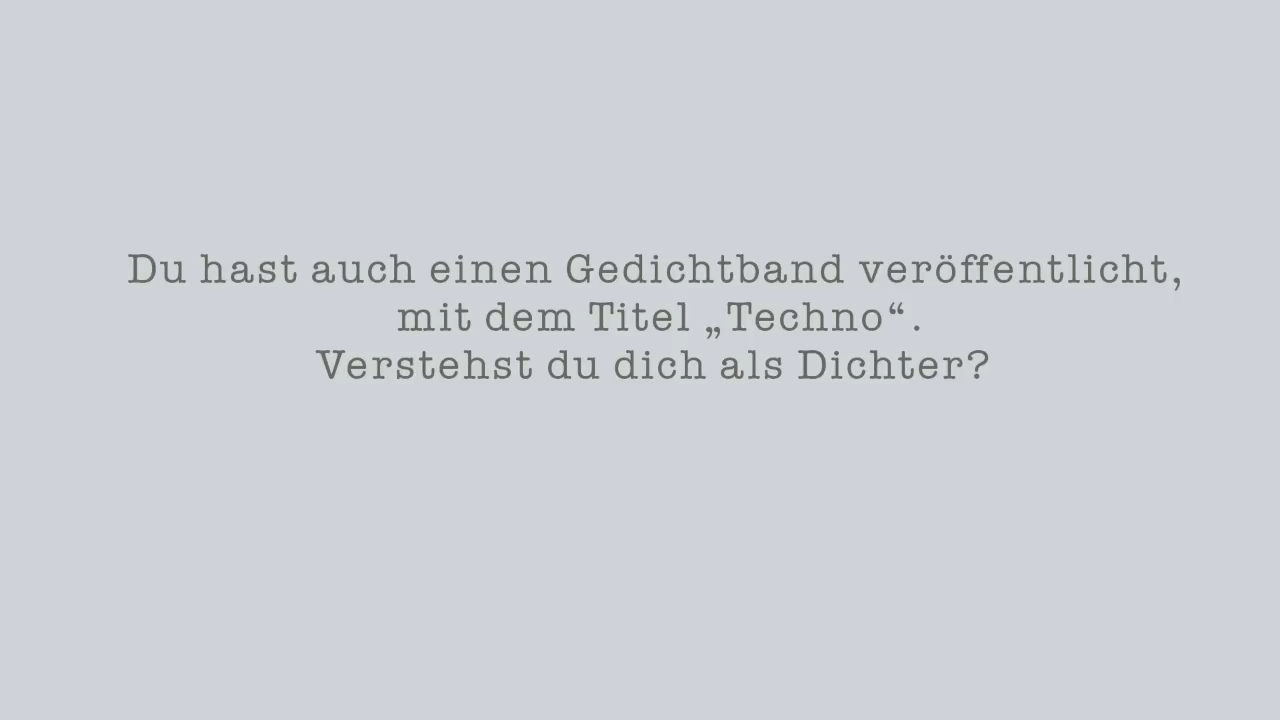 Du hast auch einen Gedichtband veröffentlicht,
mit dem Titel „Techno“.
Verstehst du dich als Dichter?